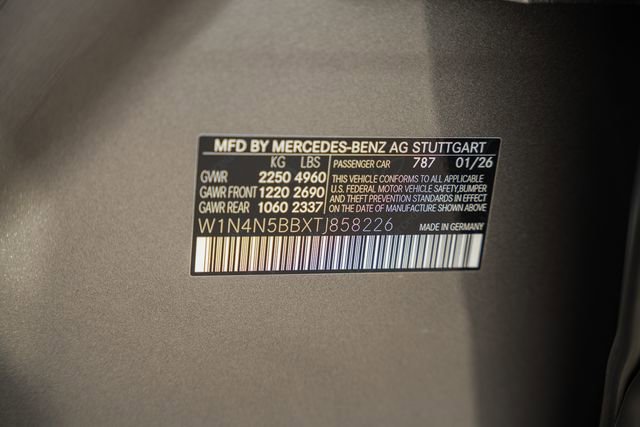 MFD BY MERCEDES-BENZ AG STUTTGART
KG LBS
GVWR 2250 4960
GAWR FRONT 1220 2690
GAWR REAR 1060 2337
PASSENGER CAR 787 01/26
THIS VEHICLE CONFORMS TO ALL APPLICABLE
U.S. FEDERAL MOTOR VEHICLE SAFETY,BUMPER
AND THEFT PREVENTION STANDARDS IN EFFECT
ON THE DATE OF MANUFACTURE SHOWN ABOVE
W1N4N5BBXTJ858226
MADE IN GERMANY